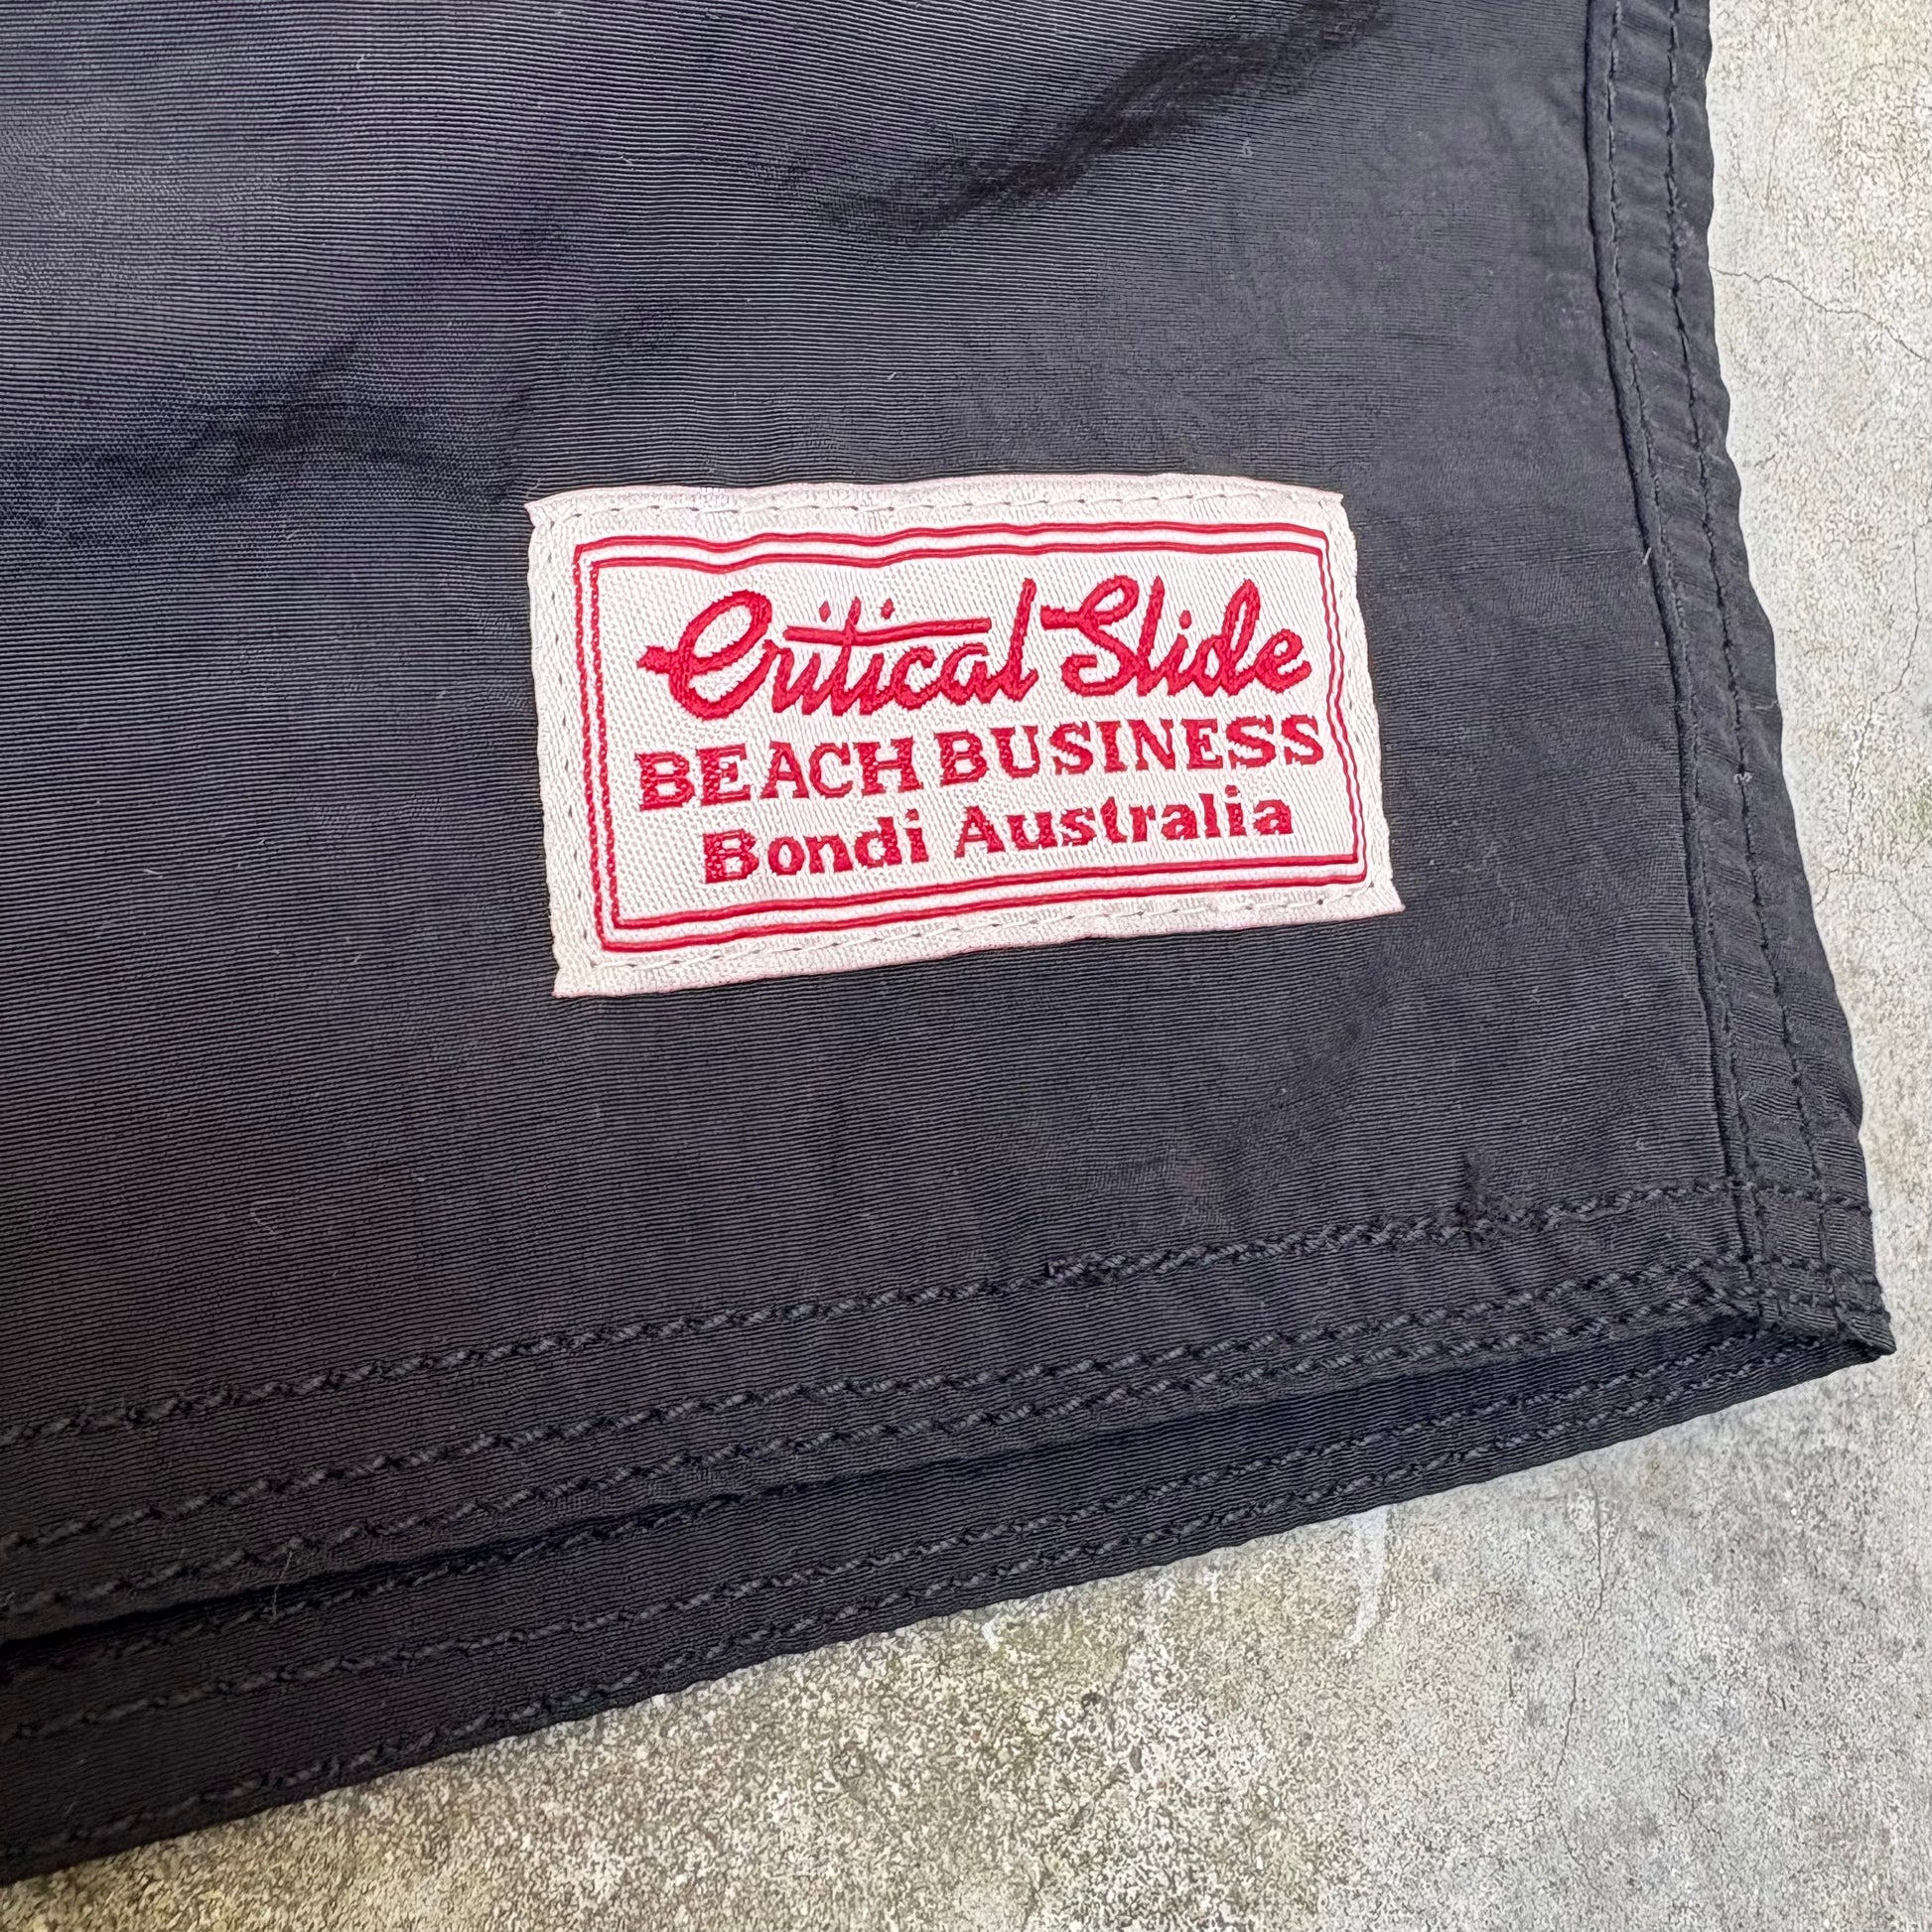 Critical Slide
BEACH BUSINESS
Bondi Australia